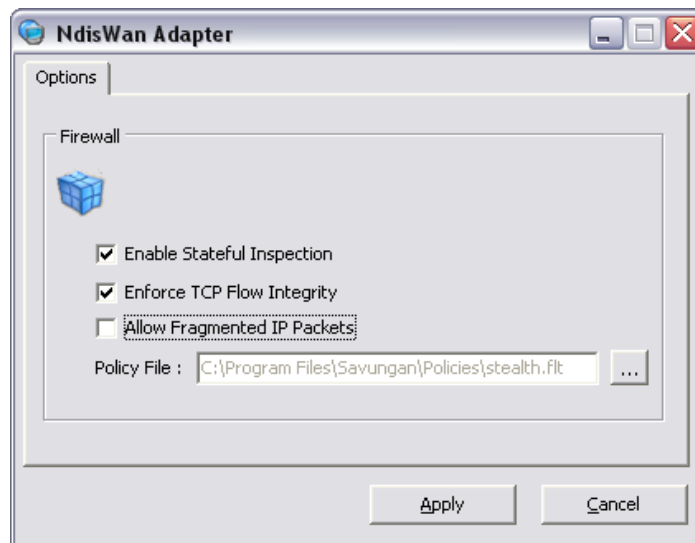 NdisWan Adapter
Options
Firewall
Enable Stateful Inspection
Enforce TCP Flow Integrity
Allow Fragmented IP Packets
Policy File : C:\Program Files\Savungan\Policies\stealth.flt ...
Apply Cancel